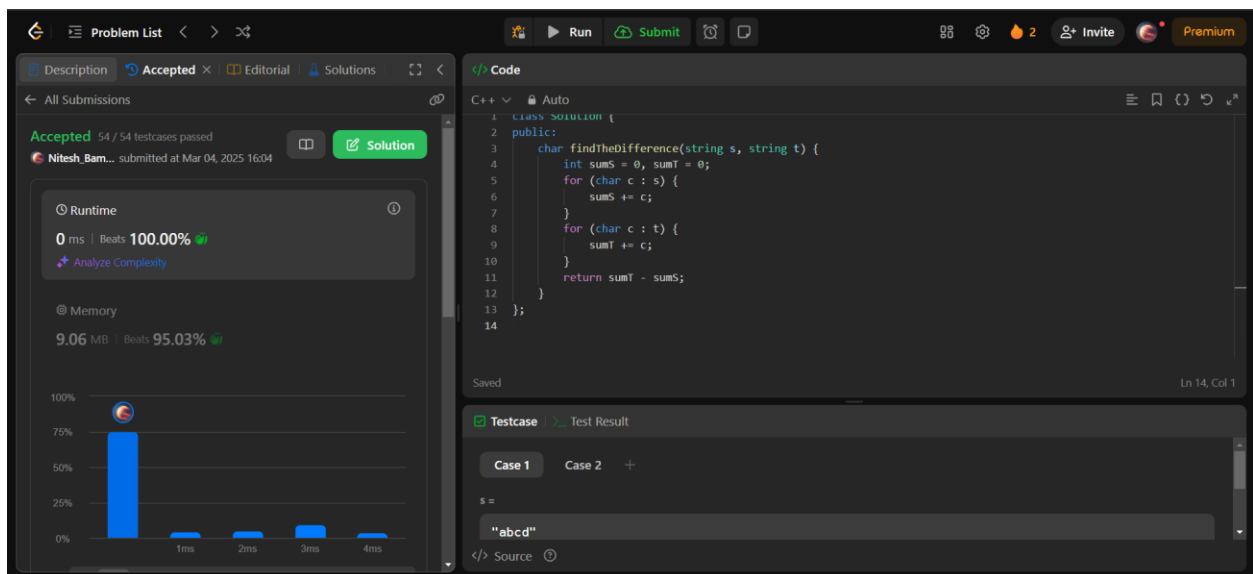 Problem List
Run
Submit
2
Invite
Premium
Description
Accepted
Editorial
Solutions
All Submissions
Accepted 54 / 54 testcases passed
Nitesh_Bam... submitted at Mar 04, 2025 16:04
Solution
Runtime
0 ms | Beats 100.00%
Analyze Complexity
Memory
9.06 MB | Beats 95.03%
100%
75%
50%
25%
0%
1ms 2ms 3ms 4ms
</> Code
C++ Auto
1 class Solution {
2 public:
3 char findTheDifference(string s, string t) {
4 int sumS = 0, sumT = 0;
5 for (char c : s) {
6 sumS += c;
7 }
8 for (char c : t) {
9 sumT += c;
10 }
11 return sumT - sumS;
12 }
13 };
14
Saved
Ln 14, Col 1
Testcase
>_ Test Result
Case 1 Case 2 +
s =
"abcd"
</> Source